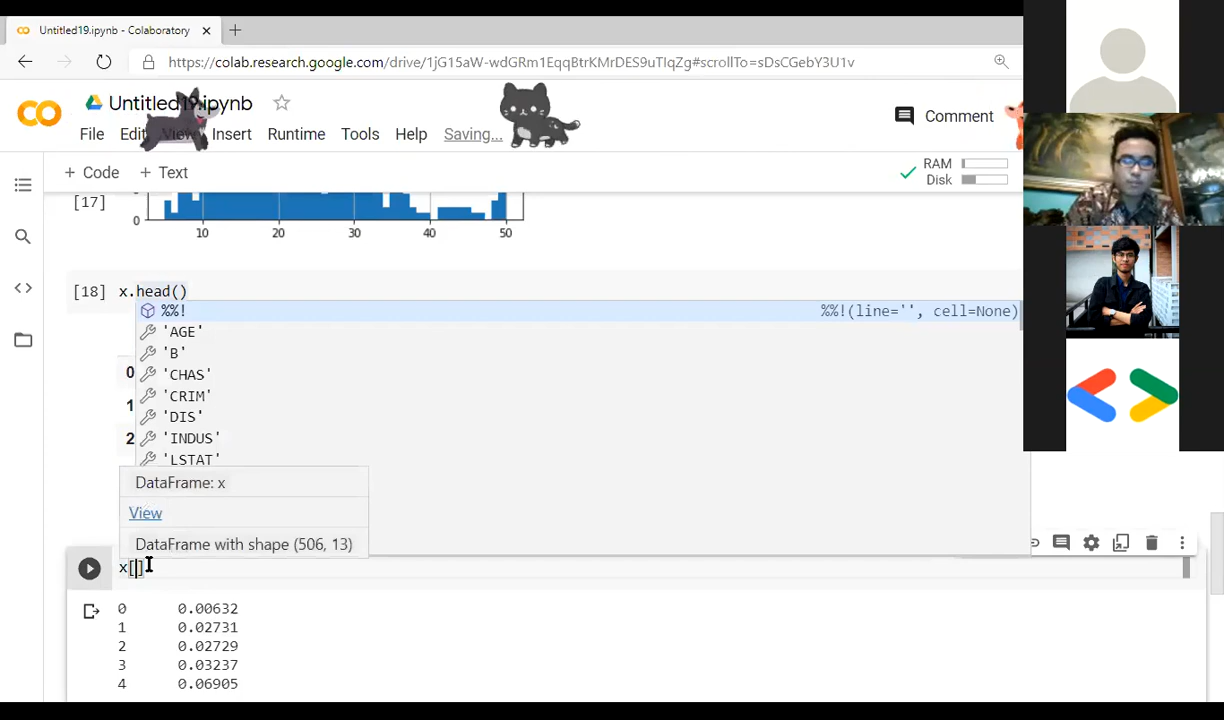 Untitled19.ipynb - Colaboratory
https://colab.research.google.com/drive/1jG15aW-wdGRm1EqqBtrKMrDES9uTlqZg#scrollTo=sDsCGebY3U1v
Untitled19.ipynb
File Edit View Insert Runtime Tools Help Saving...
Comment
+ Code + Text
RAM
Disk
[17]
0
10 20 30 40 50
[18] x.head()
%%! %%!(line='', cell=None)
'AGE'
'B'
'CHAS'
'CRIM'
'DIS'
'INDUS'
'LSTAT'
0
1
2
DataFrame: x
View
DataFrame with shape (506, 13)
x[]
0 0.00632
1 0.02731
2 0.02729
3 0.03237
4 0.06905